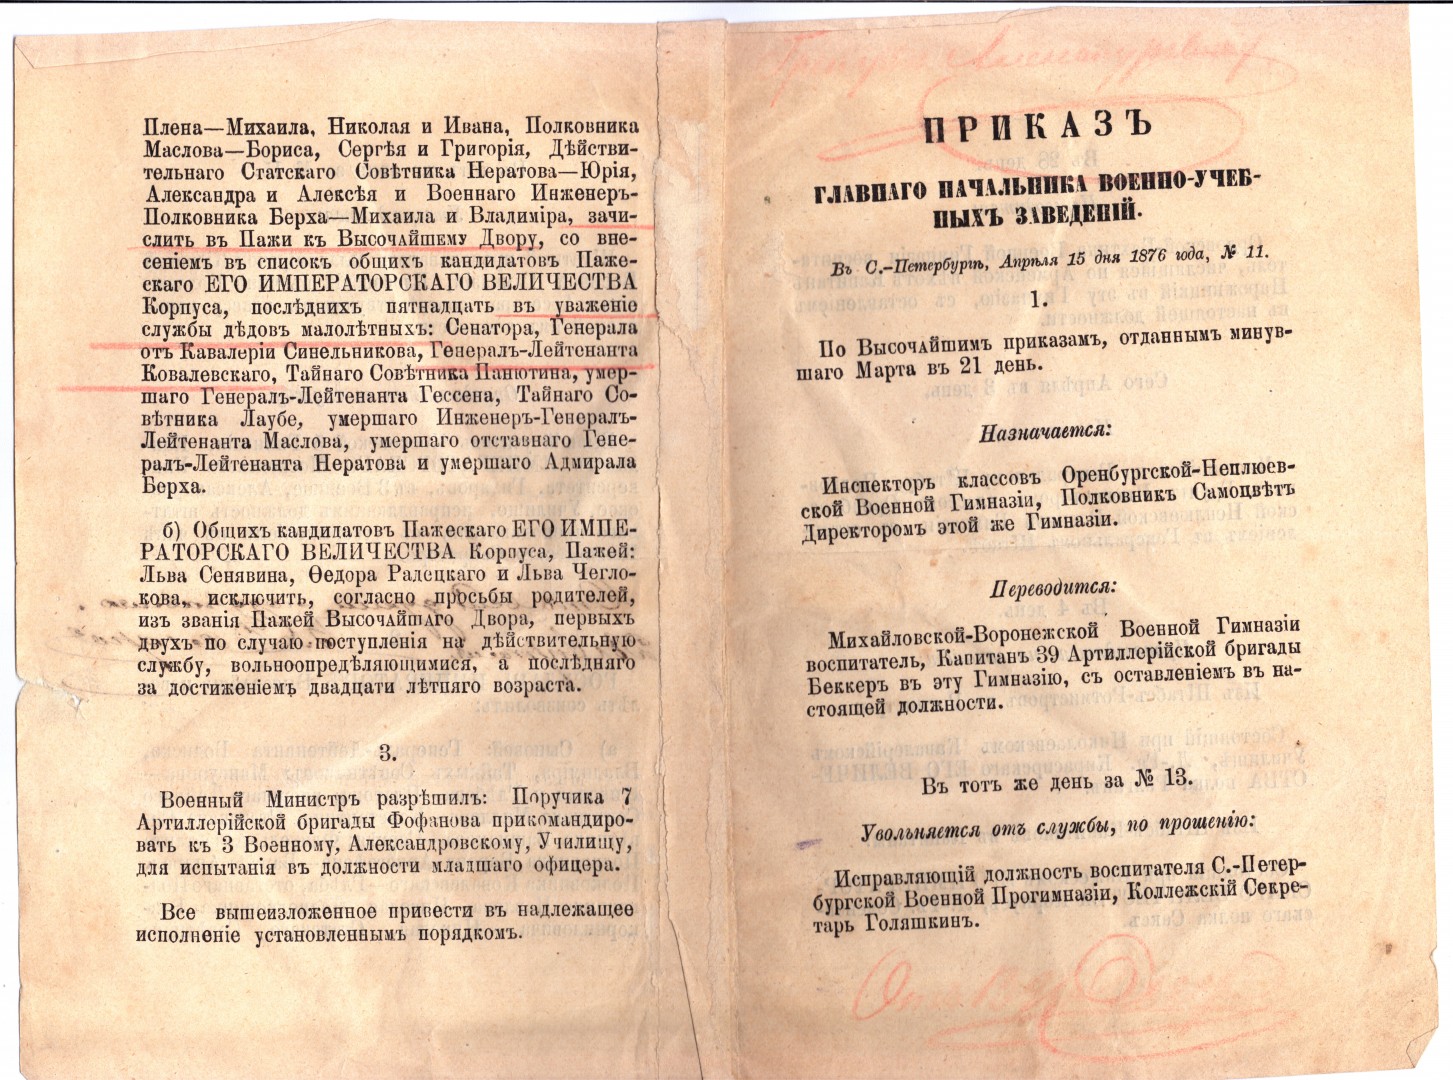 Плена—Михаила, Николая и Ивана, Полковника
Маслова—Бориса, Сергѣя и Григорія, Дѣйстви-
тельнаго Статскаго Совѣтника Нератова—Юрія,
Александра и Алексѣя и Военнаго Инженеръ-
Полковника Берха—Михаила и Владиміра, зачи-
слить въ Пажи къ Высочайшему Двору, со вне-
сеніемъ въ списокъ общихъ кандидатовъ Паже-
скаго ЕГО ИМПЕРАТОРСКАГО ВЕЛИЧЕСТВА
Корпуса, послѣднихъ пятнадцать въ уваженіе
службы дѣдовъ малолѣтныхъ: Сенатора, Генерала
отъ Кавалеріи Синельникова, Генералъ-Лейтенанта
Ковалевскаго, Тайнаго Совѣтника Панютина, умер-
шаго Генералъ-Лейтенанта Гессена, Тайнаго Со-
вѣтника Лаубе, умершаго Инженеръ-Генералъ-
Лейтенанта Маслова, умершаго отставнаго Гене-
ралъ-Лейтенанта Нератова и умершаго Адмирала
Берха.
б) Общихъ кандидатовъ Пажескаго ЕГО ИМПЕ-
РАТОРСКАГО ВЕЛИЧЕСТВА Корпуса, Пажей:
Льва Сенявина, Ѳедора Радецкаго и Льва Чегло-
кова, исключить, согласно просьбы родителей,
изъ званія Пажей Высочайшаго Двора, первыхъ
двухъ по случаю поступленія на дѣйствительную
службу, вольноопредѣляющимися, а послѣдняго
за достиженіемъ двадцати лѣтняго возраста.
3.
Военный Министръ разрѣшилъ: Поручика 7
Артиллерійской бригады Фофанова прикомандиро-
вать къ 3 Военному, Александровскому, Училищу,
для испытанія въ должности младшаго офицера.
Все вышеизложенное привести въ надлежащее
исполненіе установленнымъ порядкомъ.
ПРИКАЗЪ
ГЛАВНАГО НАЧАЛЬНИКА ВОЕННО-УЧЕБ-
НЫХЪ ЗАВЕДЕНІЙ.
Въ С.-Петербургѣ, Апрѣля 15 дня 1876 года, № 11.
1.
По Высочайшимъ приказамъ, отданнымъ минув-
шаго Марта въ 21 день.
Назначается:
Инспекторъ классовъ Оренбургской-Неплюев-
ской Военной Гимназіи, Полковникъ Самоцвѣтъ
Директоромъ этой же Гимназіи.
Переводится:
Михайловской-Воронежской Военной Гимназіи
воспитатель, Капитанъ 39 Артиллерійской бригады
Беккеръ въ эту Гимназію, съ оставленіемъ въ на-
стоящей должности.
Въ тотъ же день за № 13.
Увольняется отъ службы, по прошенію:
Исправляющій должность воспитателя С.-Петер-
бургской Военной Прогимназіи, Коллежскій Секре-
тарь Голяшкинъ.